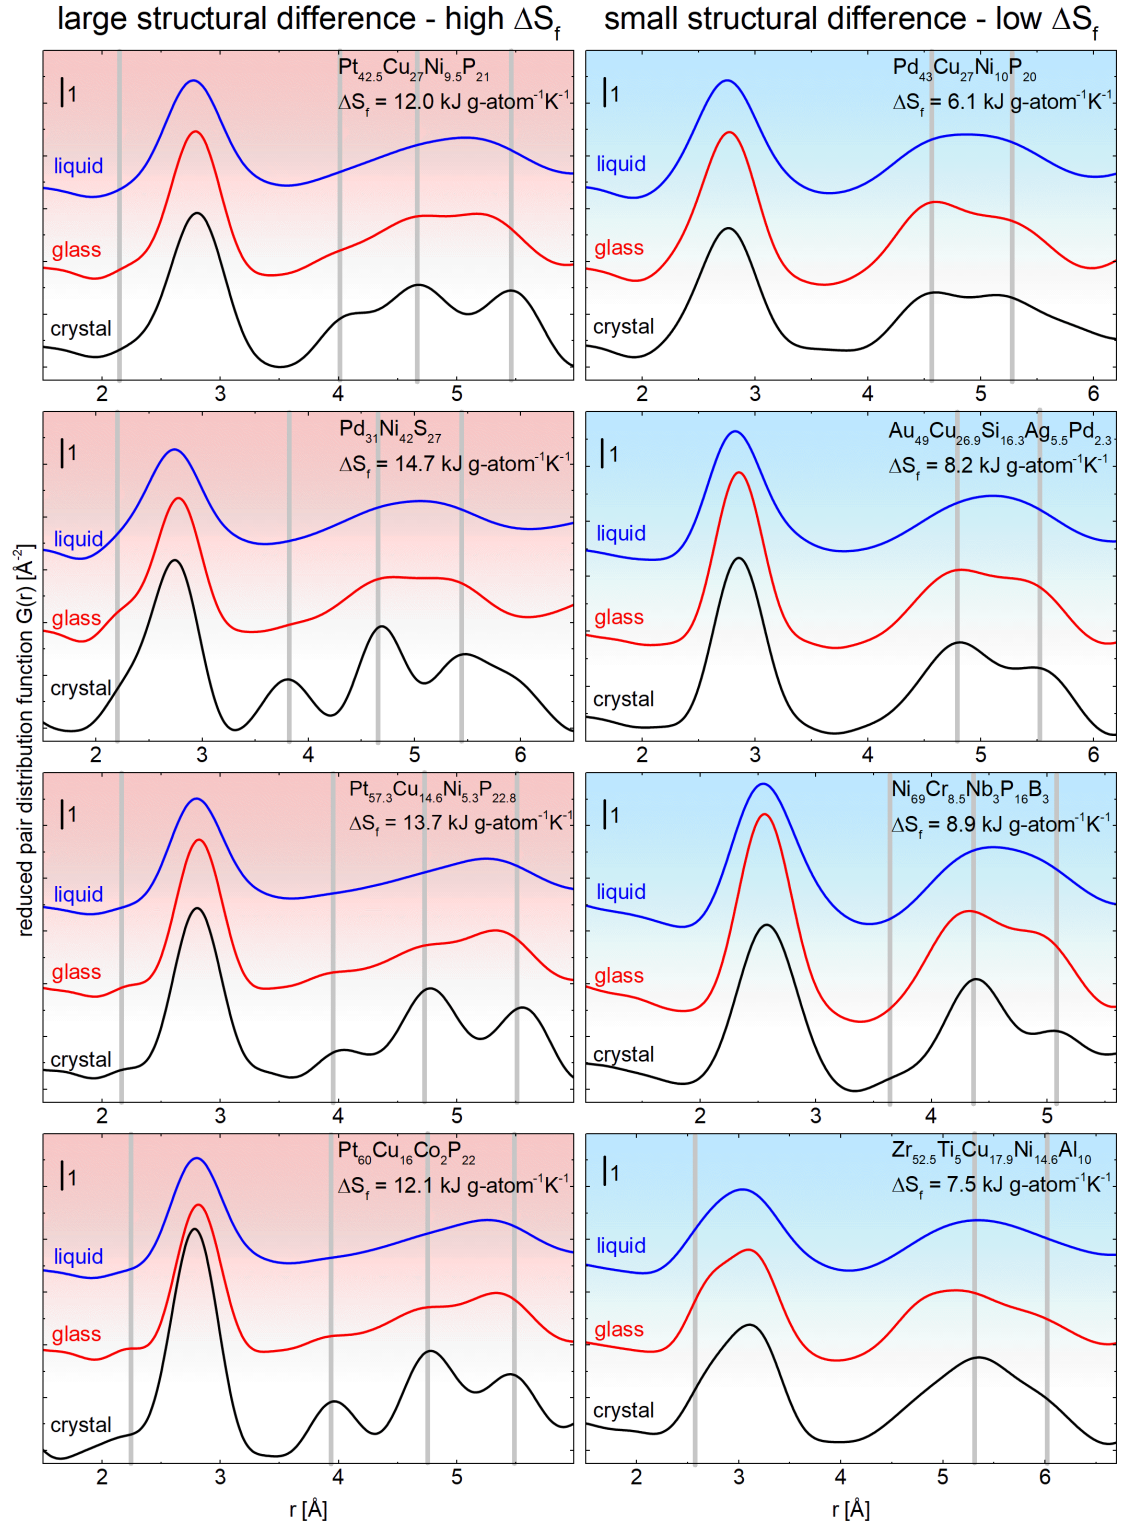 large structural difference - high ΔSf
small structural difference - low ΔSf
reduced pair distribution function G(r) [Å-2]
1
Pt42.5Cu27Ni9.5P21
ΔSf = 12.0 kJ g-atom-1K-1
liquid
glass
crystal
2 3 4 5
1
Pd43Cu27Ni10P20
ΔSf = 6.1 kJ g-atom-1K-1
liquid
glass
crystal
2 3 4 5 6
1
Pd31Ni42S27
ΔSf = 14.7 kJ g-atom-1K-1
liquid
glass
crystal
2 3 4 5 6
1
Au49Cu26.9Si16.3Ag5.5Pd2.3
ΔSf = 8.2 kJ g-atom-1K-1
liquid
glass
crystal
2 3 4 5 6
1
Pt57.3Cu14.6Ni5.3P22.8
ΔSf = 13.7 kJ g-atom-1K-1
liquid
glass
crystal
2 3 4 5
1
Ni69Cr8.5Nb3P16B3
ΔSf = 8.9 kJ g-atom-1K-1
liquid
glass
crystal
2 3 4 5
1
Pt60Cu16Co2P22
ΔSf = 12.1 kJ g-atom-1K-1
liquid
glass
crystal
2 3 4 5
r [Å]
1
Zr52.5Ti5Cu17.9Ni14.6Al10
ΔSf = 7.5 kJ g-atom-1K-1
liquid
glass
crystal
2 3 4 5 6
r [Å]